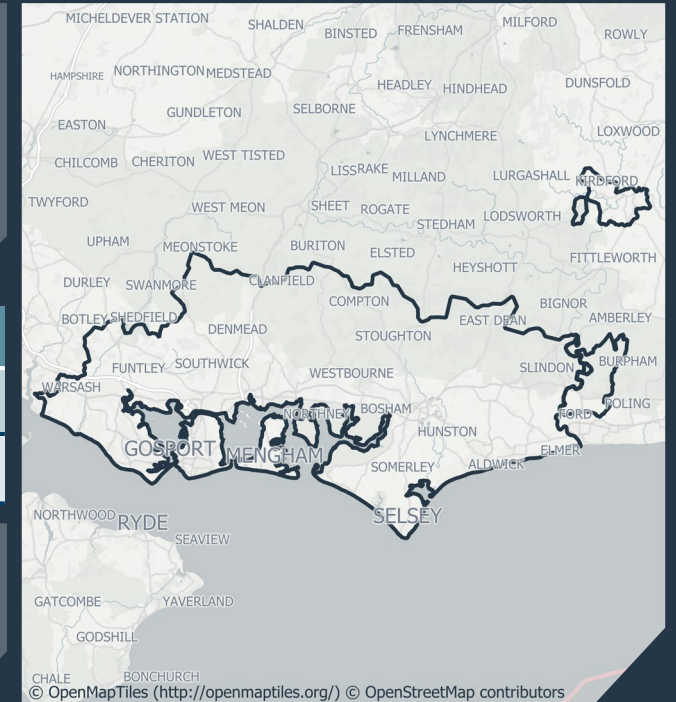 MICHELDEVER STATION
SHALDEN
BINSTED
FRENSHAM
MILFORD
ROWLY
HAMPSHIRE
NORTHINGTON
MEDSTEAD
HEADLEY
HINDHEAD
DUNSFOLD
GUNDLETON
SELBORNE
EASTON
LYNCHMERE
LOXWOOD
CHILCOMB
CHERITON
WEST TISTED
LISS
RAKE
MILLAND
LURGASHALL
KIRDFORD
TWYFORD
WEST MEON
SHEET
ROGATE
STEDHAM
LODSWORTH
UPHAM
MEONSTOKE
BURITON
ELSTED
HEYSHOTT
FITTLEWORTH
DURLEY
SWANMORE
CLANFIELD
COMPTON
BIGNOR
BOTLEY
SHEDFIELD
DENMEAD
STOUGHTON
EAST DEAN
AMBERLEY
FUNTLEY
SOUTHWICK
WESTBOURNE
SLINDON
BURPHAM
WARSASH
NORTHNEY
BOSHAM
FORD
POLING
HUNSTON
GOSPORT
MENGHAM
SOMERLEY
ALDWICK
ELMER
NORTHWOOD
RYDE
SELSEY
SEAVIEW
GATCOMBE
YAVERLAND
GODSHILL
CHALE
BONCHURCH
© OpenMapTiles (http://openmaptiles.org/) © OpenStreetMap contributors